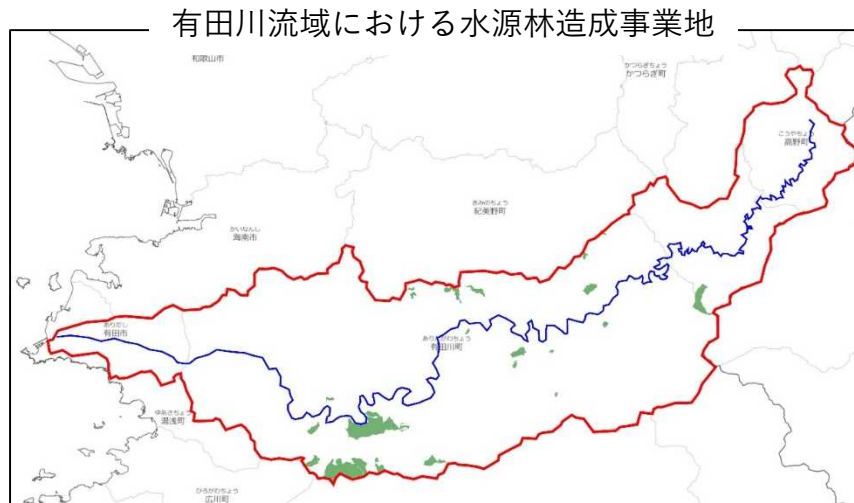 有田川流域における水源林造成事業地
和歌山市
かつらぎちょう
かつらぎ町
こうやちょう
高野町
きみのちょう
紀美野町
かいなんし
海南市
ありだし
有田市
ありだがわちょう
有田川町
ゆあさちょう
湯浅町
ひろがわちょう
広川町